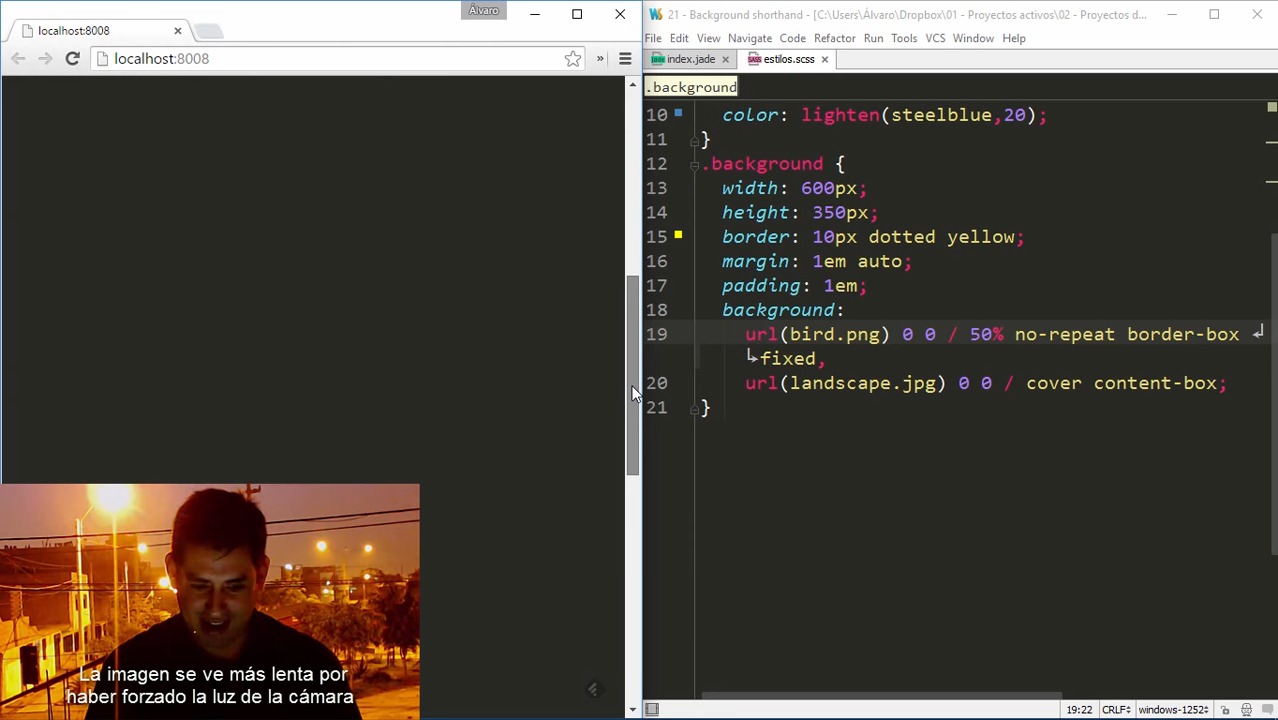 Álvaro
localhost:8008
localhost:8008
21 - Background shorthand - [C:\Users\Álvaro\Dropbox\01 - Proyectos activos\02 - Proyectos d...
File Edit View Navigate Code Refactor Run Tools VCS Window Help
index.jade
estilos.scss
.background
10 color: lighten(steelblue,20);
11 }
12 .background {
13 width: 600px;
14 height: 350px;
15 border: 10px dotted yellow;
16 margin: 1em auto;
17 padding: 1em;
18 background:
19 url(bird.png) 0 0 / 50% no-repeat border-box
fixed,
20 url(landscape.jpg) 0 0 / cover content-box;
21 }
La imagen se ve más lenta por
haber forzado la luz de la cámara
19:22 CRLF windows-1252